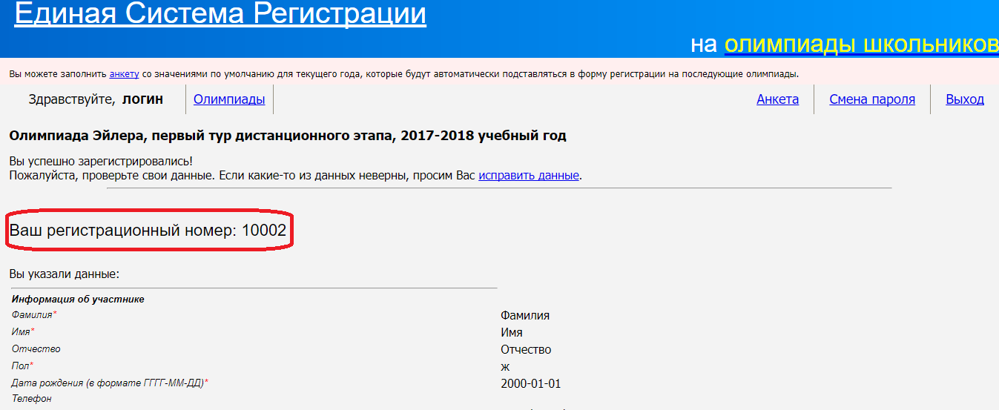 Единая Система Регистрации
на олимпиады школьников
Вы можете заполнить анкету со значениями по умолчанию для текущего года, которые будут автоматически подставляться в форму регистрации на последующие олимпиады.
Здравствуйте, логин Олимпиады Анкета Смена пароля Выход
Олимпиада Эйлера, первый тур дистанционного этапа, 2017-2018 учебный год
Вы успешно зарегистрировались!
Пожалуйста, проверьте свои данные. Если какие-то из данных неверны, просим Вас исправить данные.
Ваш регистрационный номер: 10002
Вы указали данные:
Информация об участнике
Фамилия* Фамилия
Имя* Имя
Отчество Отчество
Пол* ж
Дата рождения (в формате ГГГГ-ММ-ДД)* 2000-01-01
Телефон